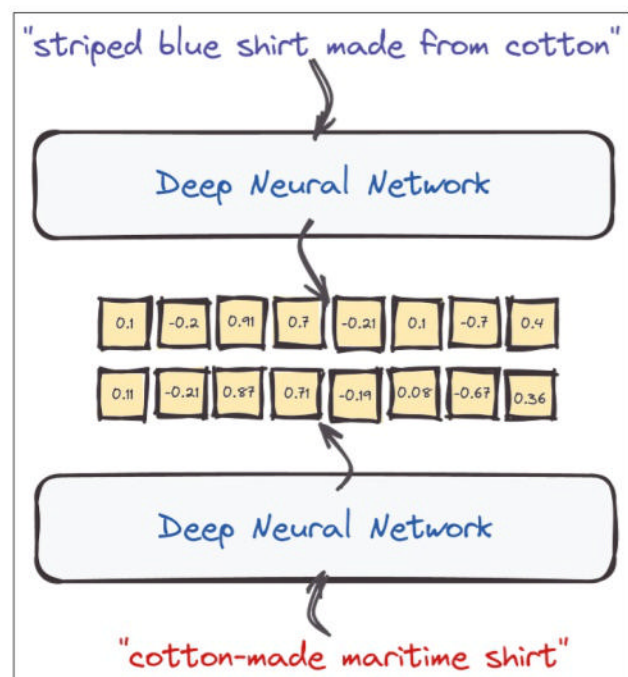 "striped blue shirt made from cotton"
Deep Neural Network
0.1 -0.2 0.91 0.7 -0.21 0.1 -0.7 0.4
0.11 -0.21 0.87 0.71 -0.19 0.08 -0.67 0.36
Deep Neural Network
"cotton-made maritime shirt"